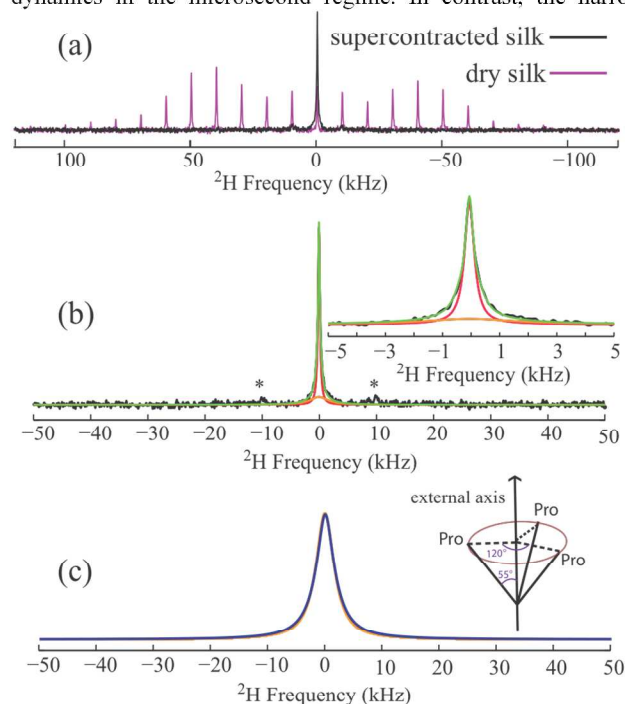 dynamics in the microsecond regime. In contrast, the narro
(a)
supercontracted silk
dry silk
100 50 0 −50 −100
²H Frequency (kHz)
(b)
−5 −3 −1 1 3 5
²H Frequency (kHz)
* *
−50 −40 −30 −20 −10 0 10 20 30 40 50
²H Frequency (kHz)
(c)
external axis
Pro
Pro
Pro
120°
55°
−50 −40 −30 −20 −10 0 10 20 30 40 50
²H Frequency (kHz)